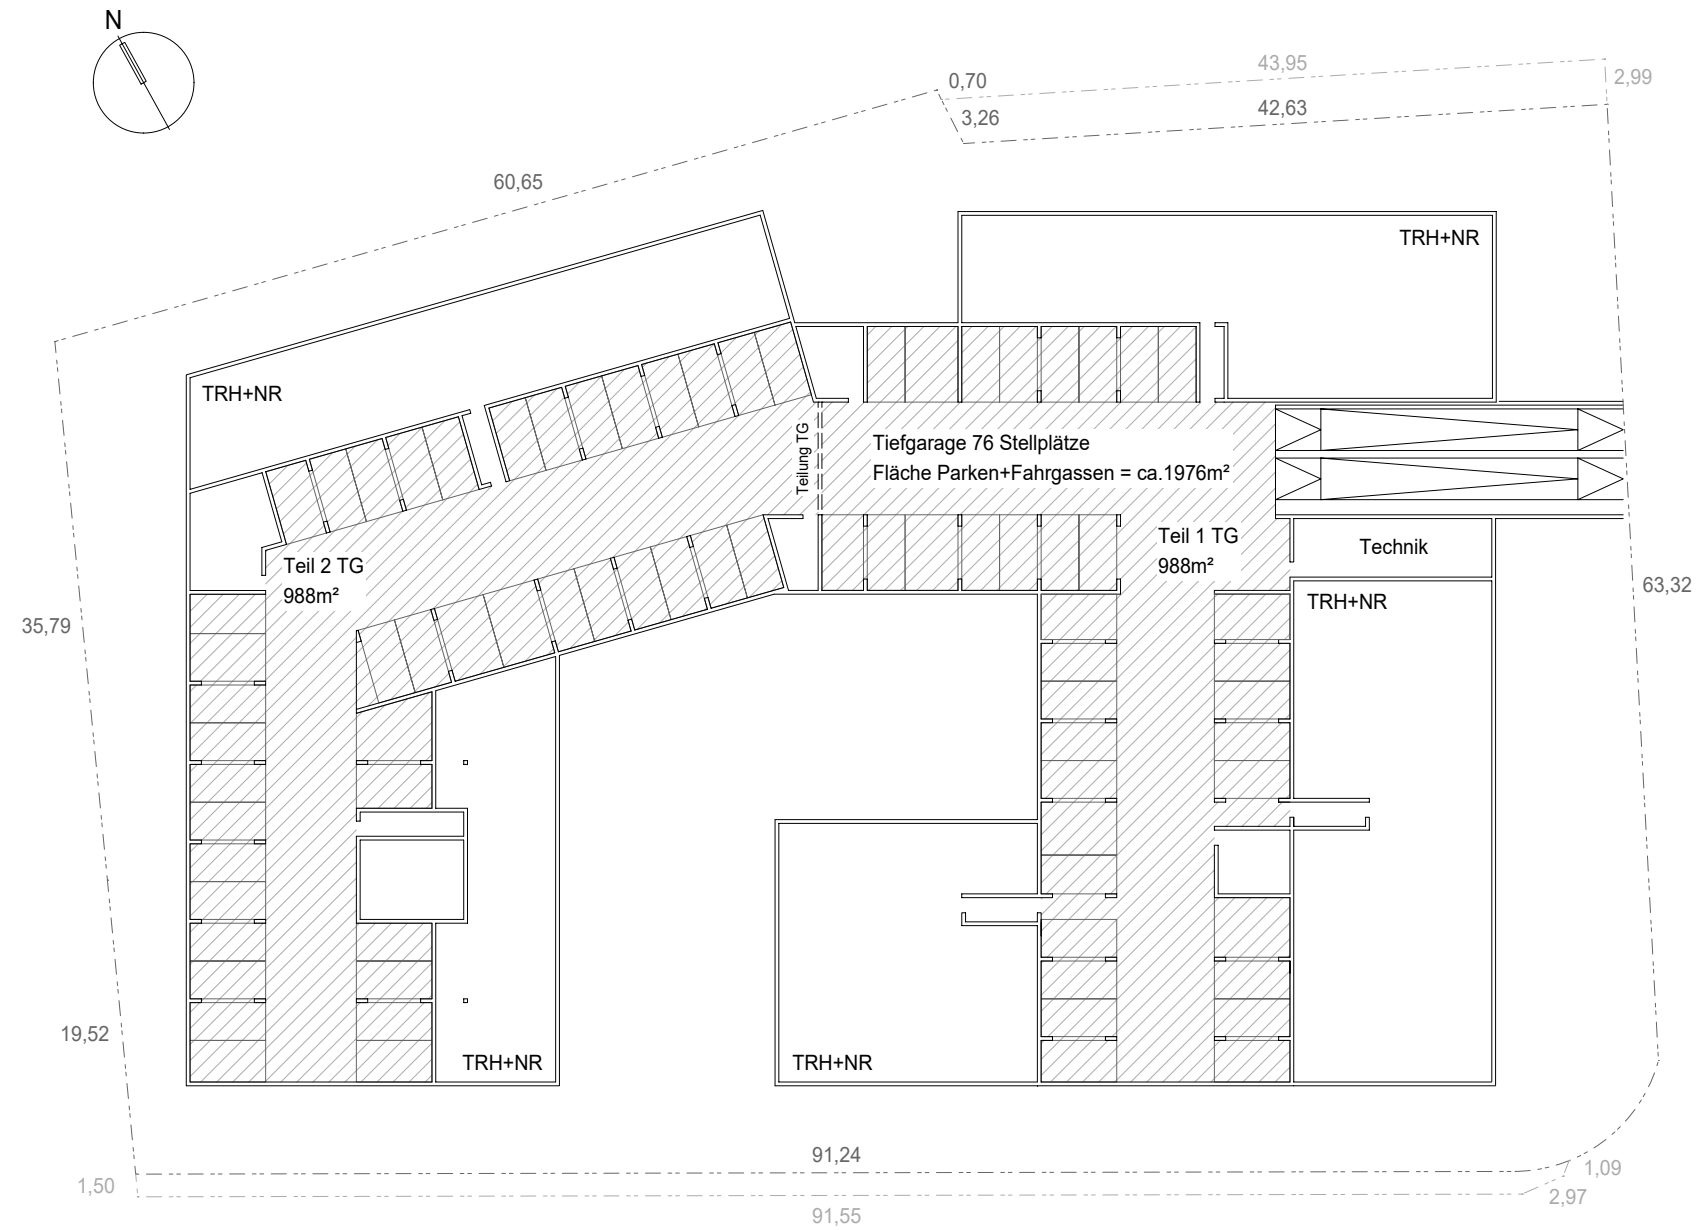 N
0,70
43,95
2,99
3,26
42,63
60,65
TRH+NR
TRH+NR
Teilung TG
Tiefgarage 76 Stellplätze
Fläche Parken+Fahrgassen = ca.1976m²
Teil 2 TG
988m²
Teil 1 TG
988m²
Technik
TRH+NR
63,32
35,79
19,52
TRH+NR
TRH+NR
91,24
1,50
1,09
2,97
91,55